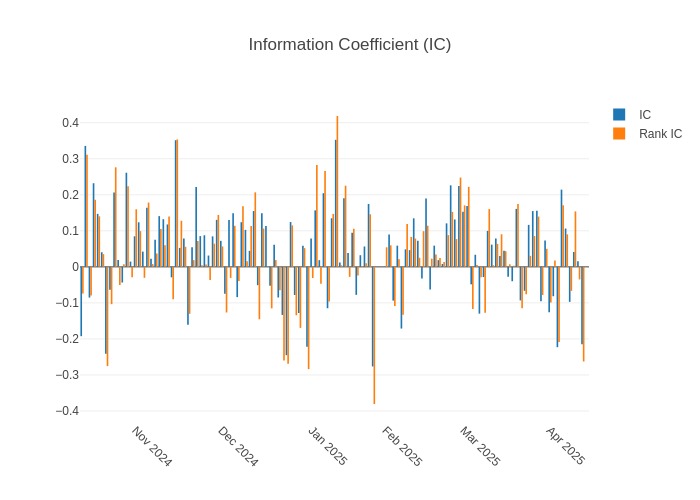 Information Coefficient (IC)
IC
Rank IC
0.4
0.3
0.2
0.1
0
−0.1
−0.2
−0.3
−0.4
Nov 2024
Dec 2024
Jan 2025
Feb 2025
Mar 2025
Apr 2025